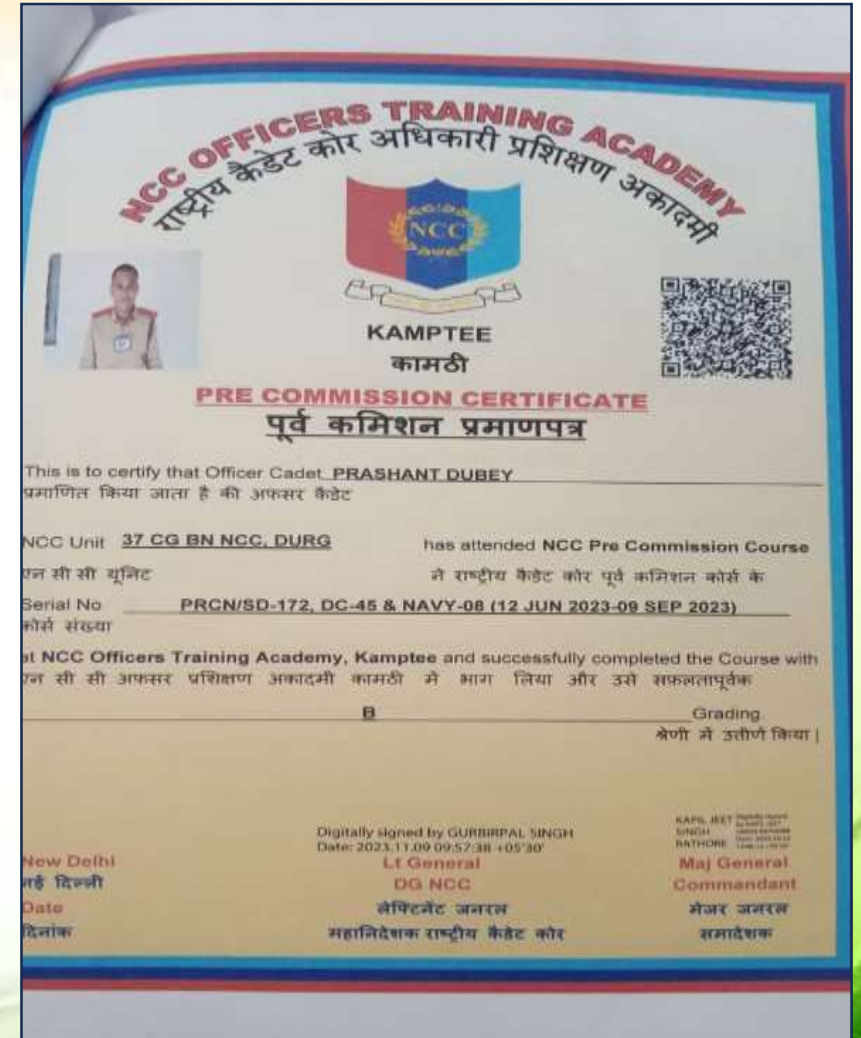 NCC OFFICERS TRAINING ACADEMY
राष्ट्रीय कैडेट कोर अधिकारी प्रशिक्षण अकादमी
NCC
KAMPTEE
कामठी
PRE COMMISSION CERTIFICATE
पूर्व कमिशन प्रमाणपत्र
This is to certify that Officer Cadet PRASHANT DUBEY
प्रमाणित किया जाता है की अफसर कैडेट
NCC Unit 37 CG BN NCC, DURG has attended NCC Pre Commission Course
एन सी सी यूनिट ने राष्ट्रीय कैडेट कोर पूर्व कमिशन कोर्स के
Serial No PRCN/SD-172, DC-45 & NAVY-08 (12 JUN 2023-09 SEP 2023)
कोर्स संख्या
at NCC Officers Training Academy, Kamptee and successfully completed the Course with
एन सी सी अफसर प्रशिक्षण अकादमी कामठी में भाग लिया और उसे सफ़लतापूर्वक
B Grading
श्रेणी में उत्तीर्ण किया |
Digitally signed by GURBIRPAL SINGH
Date: 2023.11.09 09:57:38 +05'30'
KAPIL JEET
SINGH
RATHORE
New Delhi Lt General Maj General
नई दिल्ली DG NCC Commandant
Date लेफ्टिनेंट जनरल मेजर जनरल
दिनांक महानिदेशक राष्ट्रीय कैडेट कोर समादेशक